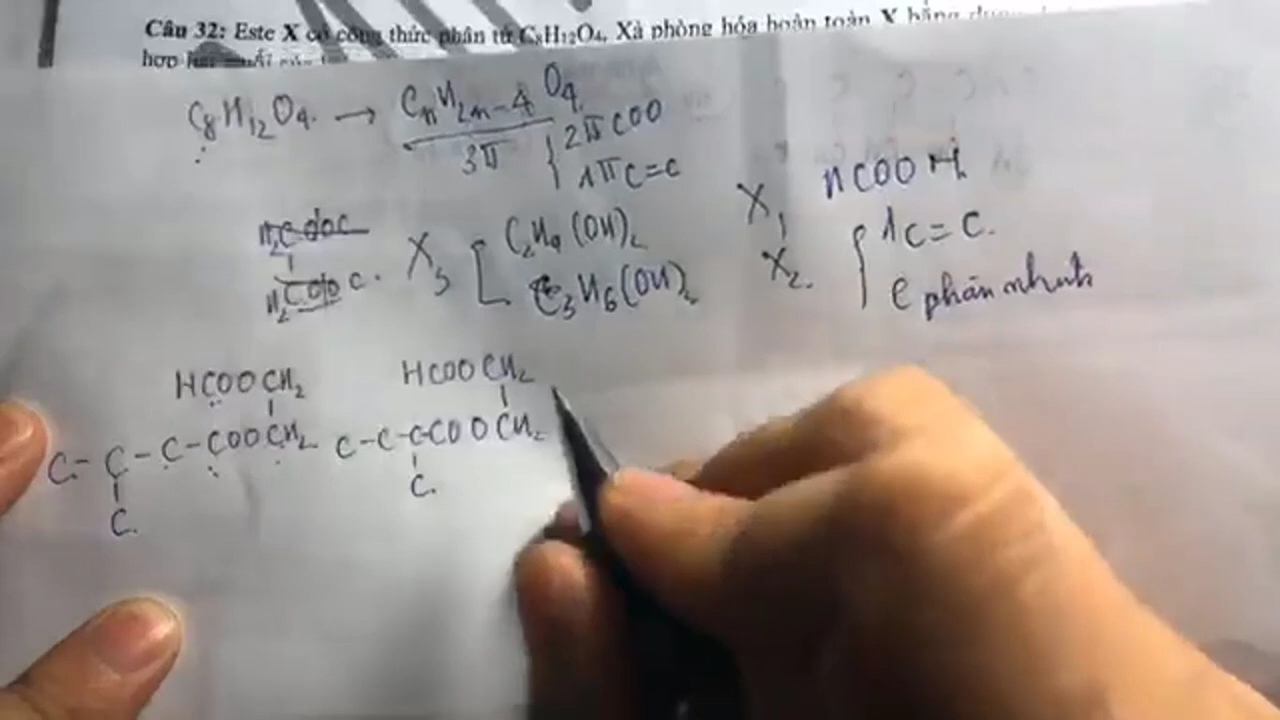 Câu 32: Este X có công thức phân tử C₈H₁₂O₄. Xà phòng hóa hoàn toàn X bằng
hợp
C₈H₁₂O₄. → CₙH₂ₙ₋₄O₄
3π { 2π COO
1π C=C
X₁ HCOOH
X₂. { 1C=C.
C phân nhánh
X₃ [ C₂H₄(OH)₂
C₃H₆(OH)₂
HCOOCH₂
C-C-C-COOCH₂
C.
HCOOCH₂
C-C-C-COOCH₂
C.